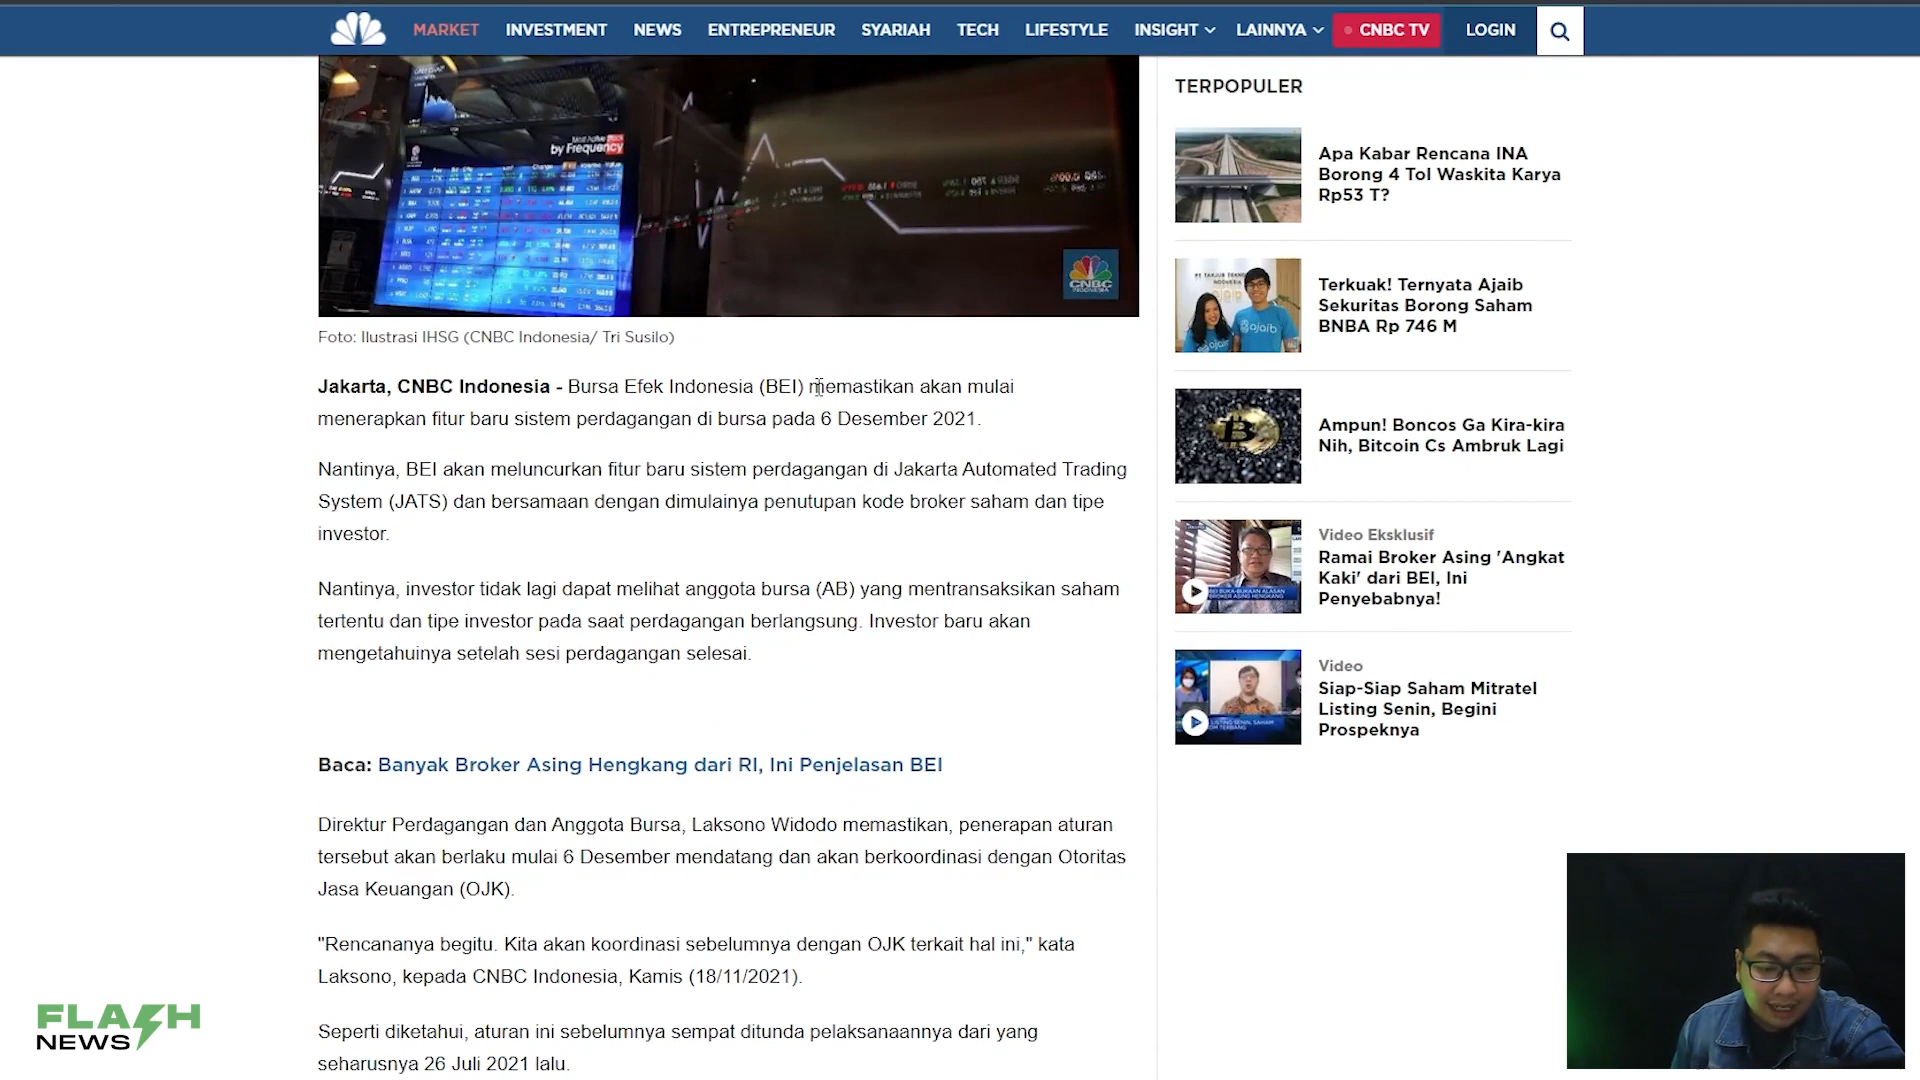 MARKET INVESTMENT NEWS ENTREPRENEUR SYARIAH TECH LIFESTYLE INSIGHT LAINNYA CNBC TV LOGIN
Most Active Stock
by Frequency
CNBC
INDONESIA
Foto: Ilustrasi IHSG (CNBC Indonesia/ Tri Susilo)
Jakarta, CNBC Indonesia - Bursa Efek Indonesia (BEI) memastikan akan mulai
menerapkan fitur baru sistem perdagangan di bursa pada 6 Desember 2021.
Nantinya, BEI akan meluncurkan fitur baru sistem perdagangan di Jakarta Automated Trading
System (JATS) dan bersamaan dengan dimulainya penutupan kode broker saham dan tipe
investor.
Nantinya, investor tidak lagi dapat melihat anggota bursa (AB) yang mentransaksikan saham
tertentu dan tipe investor pada saat perdagangan berlangsung. Investor baru akan
mengetahuinya setelah sesi perdagangan selesai.
Baca: Banyak Broker Asing Hengkang dari RI, Ini Penjelasan BEI
Direktur Perdagangan dan Anggota Bursa, Laksono Widodo memastikan, penerapan aturan
tersebut akan berlaku mulai 6 Desember mendatang dan akan berkoordinasi dengan Otoritas
Jasa Keuangan (OJK).
"Rencananya begitu. Kita akan koordinasi sebelumnya dengan OJK terkait hal ini," kata
Laksono, kepada CNBC Indonesia, Kamis (18/11/2021).
Seperti diketahui, aturan ini sebelumnya sempat ditunda pelaksanaannya dari yang
seharusnya 26 Juli 2021 lalu.
TERPOPULER
Apa Kabar Rencana INA
Borong 4 Tol Waskita Karya
Rp53 T?
ajaib
Terkuak! Ternyata Ajaib
Sekuritas Borong Saham
BNBA Rp 746 M
Ampun! Boncos Ga Kira-kira
Nih, Bitcoin Cs Ambruk Lagi
Video Eksklusif
Ramai Broker Asing 'Angkat
Kaki' dari BEI, Ini
Penyebabnya!
Video
Siap-Siap Saham Mitratel
Listing Senin, Begini
Prospeknya
FLASH
NEWS